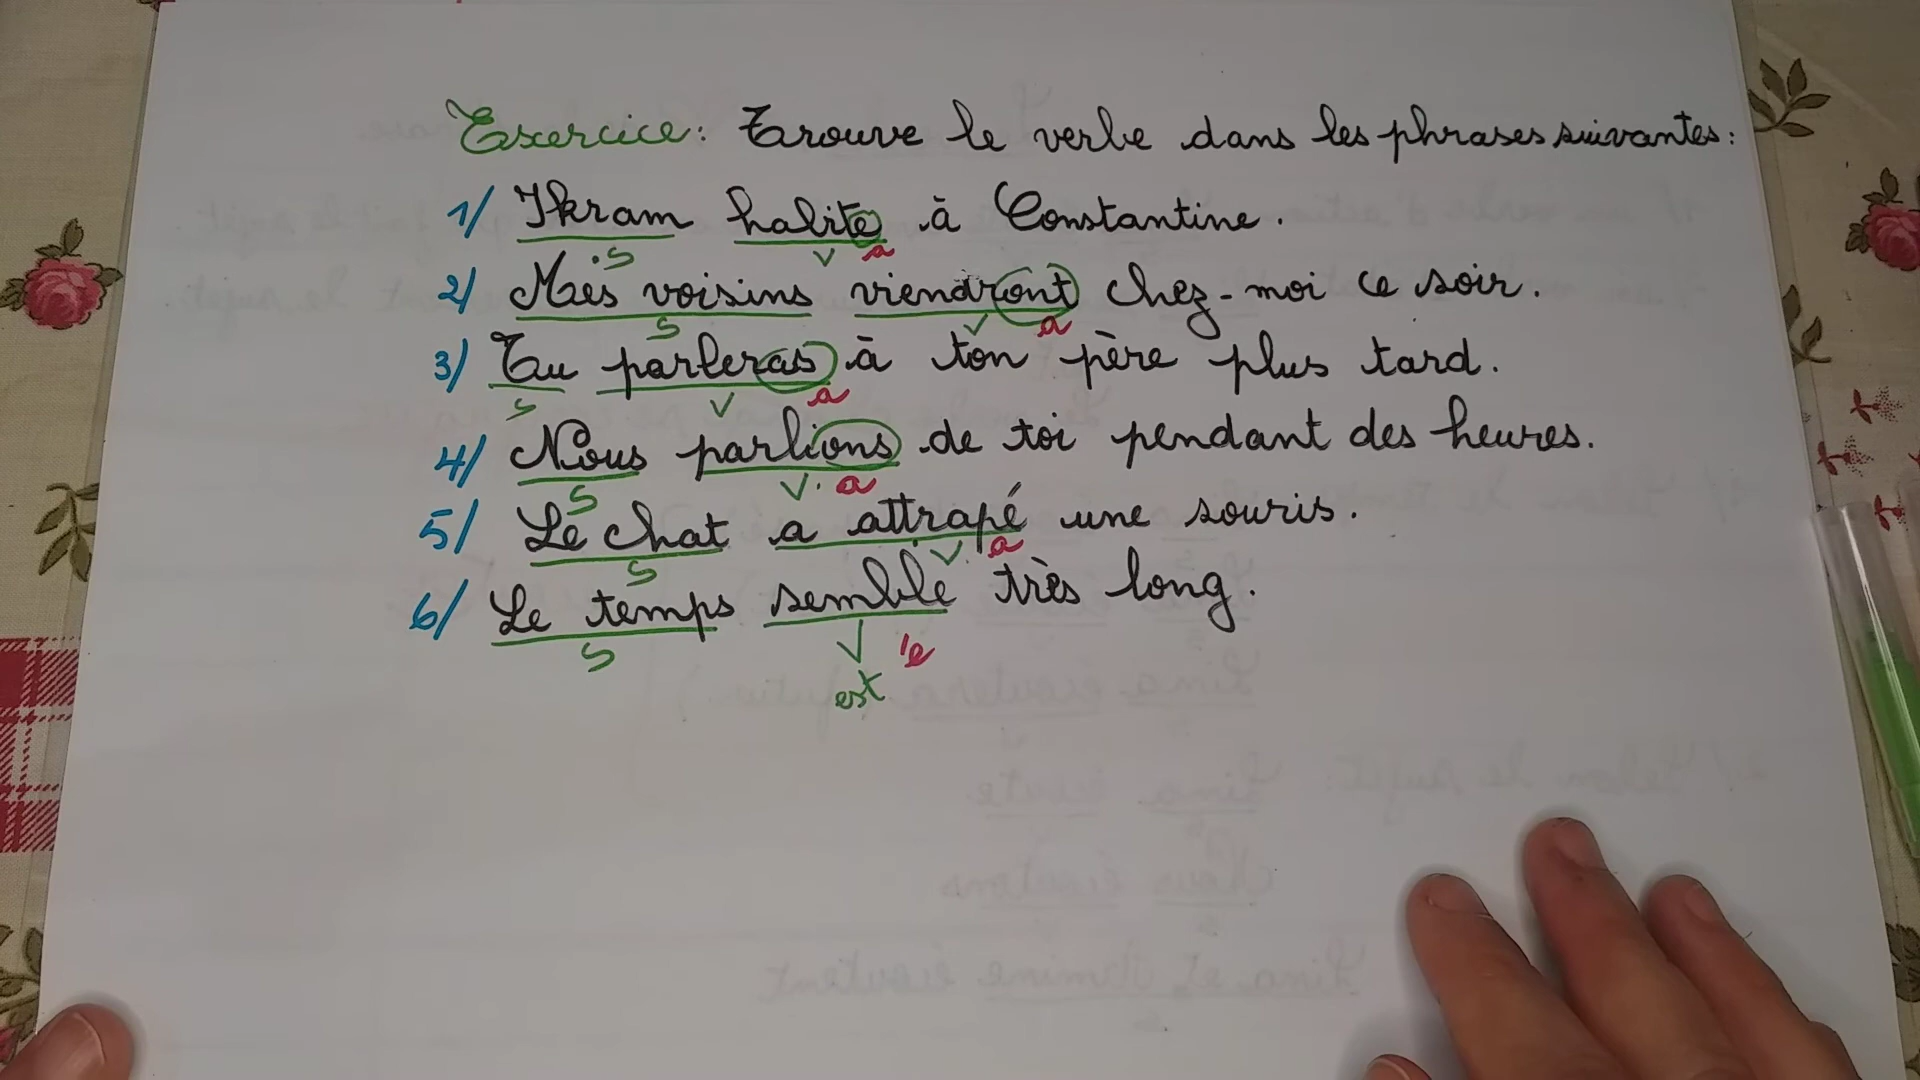 Exercice : Trouve le verbe dans les phrases suivantes :
1/ Ikram habite à Constantine.
S V a
2/ Mes voisins viendront chez-moi ce soir.
S V a
3/ Tu parleras à ton père plus tard.
S V a
4/ Nous parlions de toi pendant des heures.
S V. a
5/ Le chat a attrapé une souris.
S V a
6/ Le temps semble très long.
S V 'e
est